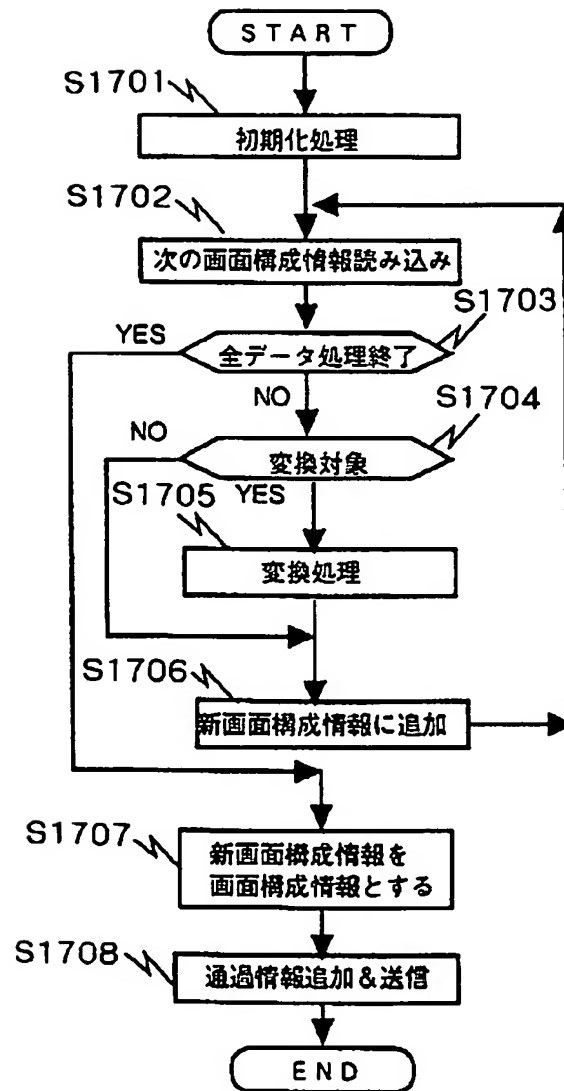 START
S1701
初期化処理
S1702
次の画面構成情報読み込み
S1703
YES
全データ処理終了
NO
S1704
NO
変換対象
YES
S1705
変換処理
S1706
新画面構成情報に追加
S1707
新画面構成情報を
画面構成情報とする
S1708
通過情報追加&送信
END